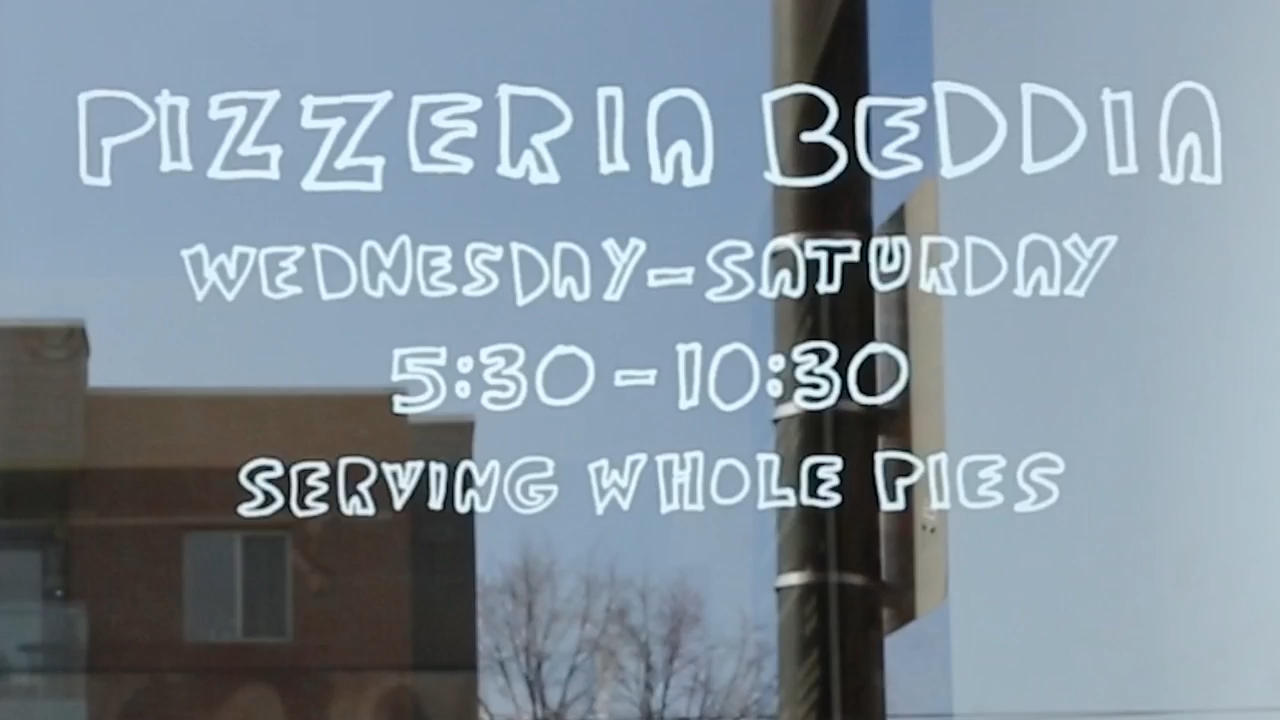 PIZZERIA BEDDIA
WEDNESDAY-SATURDAY
5:30-10:30
SERVING WHOLE PIES